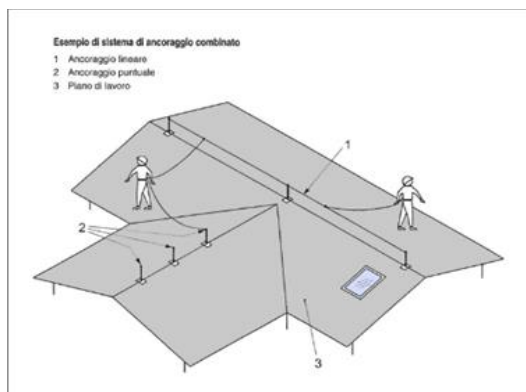 Esempio di sistema di ancoraggio combinato
1 Ancoraggio lineare
2 Ancoraggio puntuale
3 Piano di lavoro
1
2
3